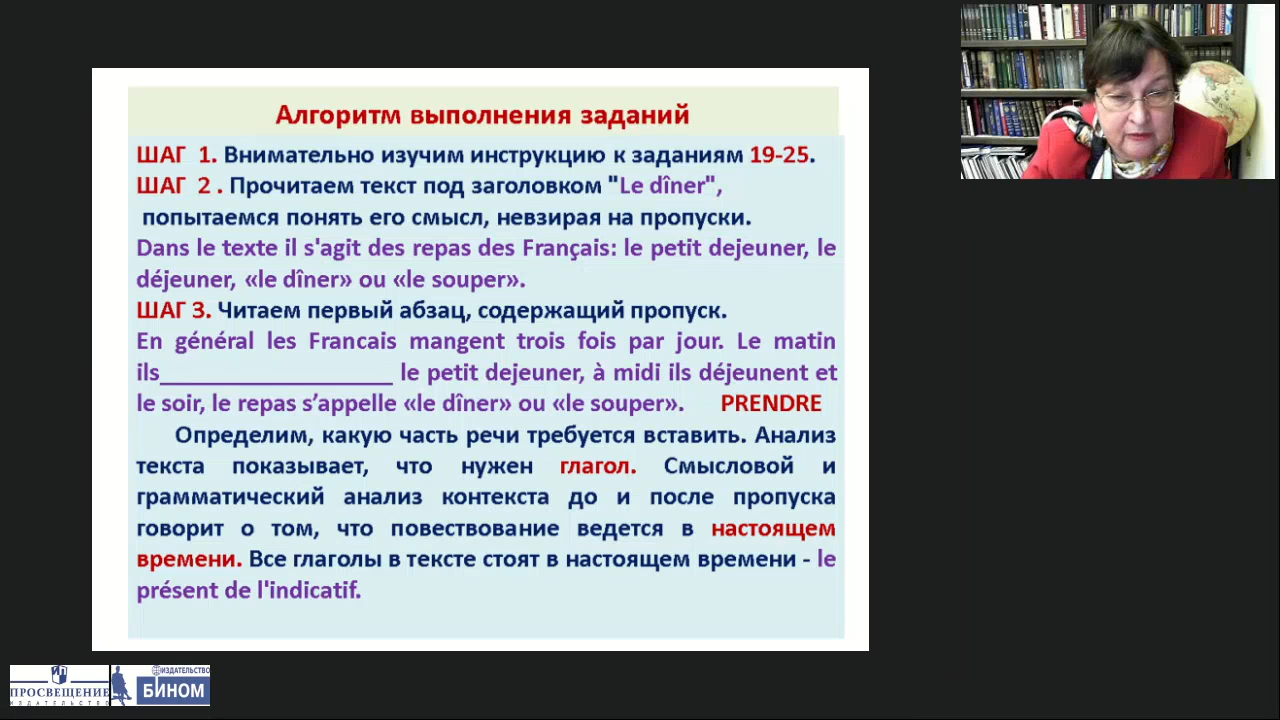 Алгоритм выполнения заданий
ШАГ 1. Внимательно изучим инструкцию к заданиям 19-25.
ШАГ 2 . Прочитаем текст под заголовком "Le dîner",
попытаемся понять его смысл, невзирая на пропуски.
Dans le texte il s'agit des repas des Français: le petit dejeuner, le
déjeuner, «le dîner» ou «le souper».
ШАГ 3. Читаем первый абзац, содержащий пропуск.
En général les Francais mangent trois fois par jour. Le matin
ils__________________ le petit dejeuner, à midi ils déjeunent et
le soir, le repas s’appelle «le dîner» ou «le souper». PRENDRE
Определим, какую часть речи требуется вставить. Анализ
текста показывает, что нужен глагол. Смысловой и
грамматический анализ контекста до и после пропуска
говорит о том, что повествование ведется в настоящем
времени. Все глаголы в тексте стоят в настоящем времени - le
présent de l'indicatif.
ПРОСВЕЩЕНИЕ
ИЗДАТЕЛЬСТВО
ИЗДАТЕЛЬСТВО
БИНОМ